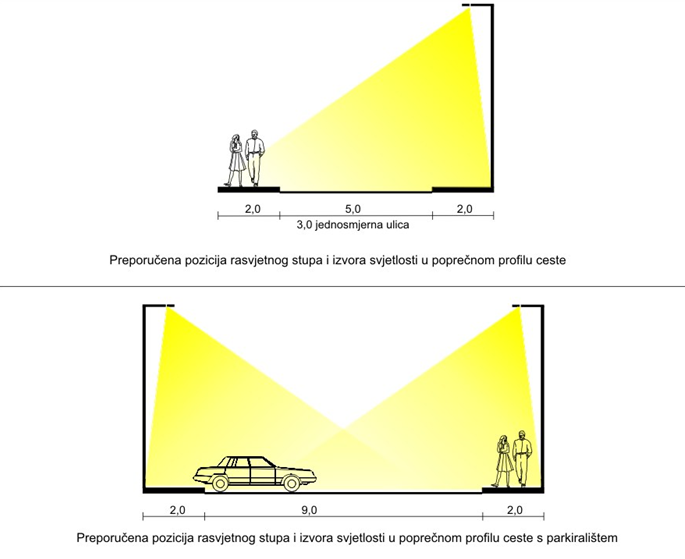 2,0 5,0 2,0
3,0 jednosmjerna ulica
Preporučena pozicija rasvjetnog stupa i izvora svjetlosti u poprečnom profilu ceste
2,0 9,0 2,0
Preporučena pozicija rasvjetnog stupa i izvora svjetlosti u poprečnom profilu ceste s parkiralištem